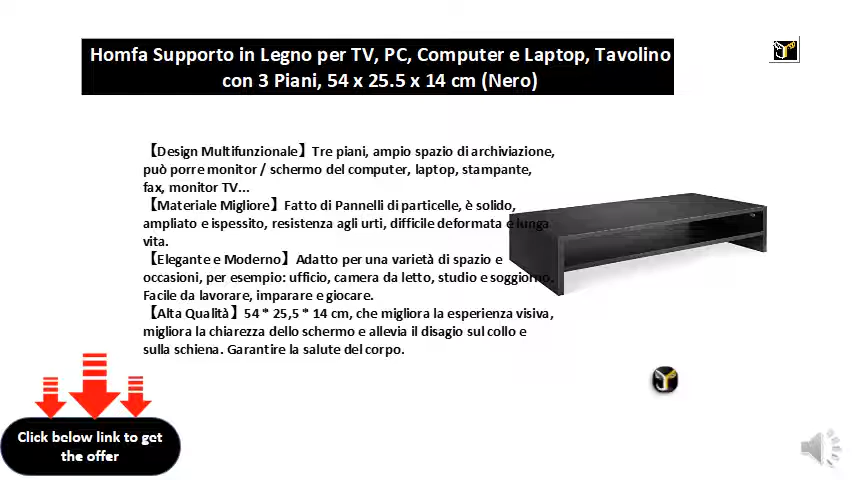 Homfa Supporto in Legno per TV, PC, Computer e Laptop, Tavolino
con 3 Piani, 54 x 25.5 x 14 cm (Nero)
【Design Multifunzionale】Tre piani, ampio spazio di archiviazione,
può porre monitor / schermo del computer, laptop, stampante,
fax, monitor TV...
【Materiale Migliore】Fatto di Pannelli di particelle, è solido,
ampliato e ispessito, resistenza agli urti, difficile deformata e lunga
vita.
【Elegante e Moderno】Adatto per una varietà di spazio e
occasioni, per esempio: ufficio, camera da letto, studio e soggiorno.
Facile da lavorare, imparare e giocare.
【Alta Qualità】54 * 25,5 * 14 cm, che migliora la esperienza visiva,
migliora la chiarezza dello schermo e allevia il disagio sul collo e
sulla schiena. Garantire la salute del corpo.
Click below link to get
the offer